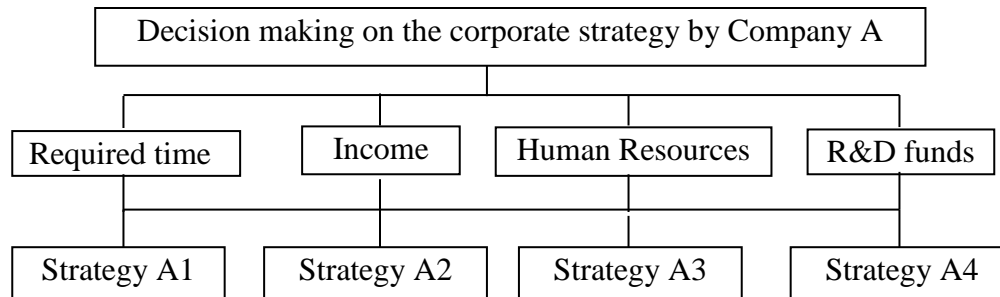 Decision making on the corporate strategy by Company A
Required time
Income
Human Resources
R&D funds
Strategy A1
Strategy A2
Strategy A3
Strategy A4